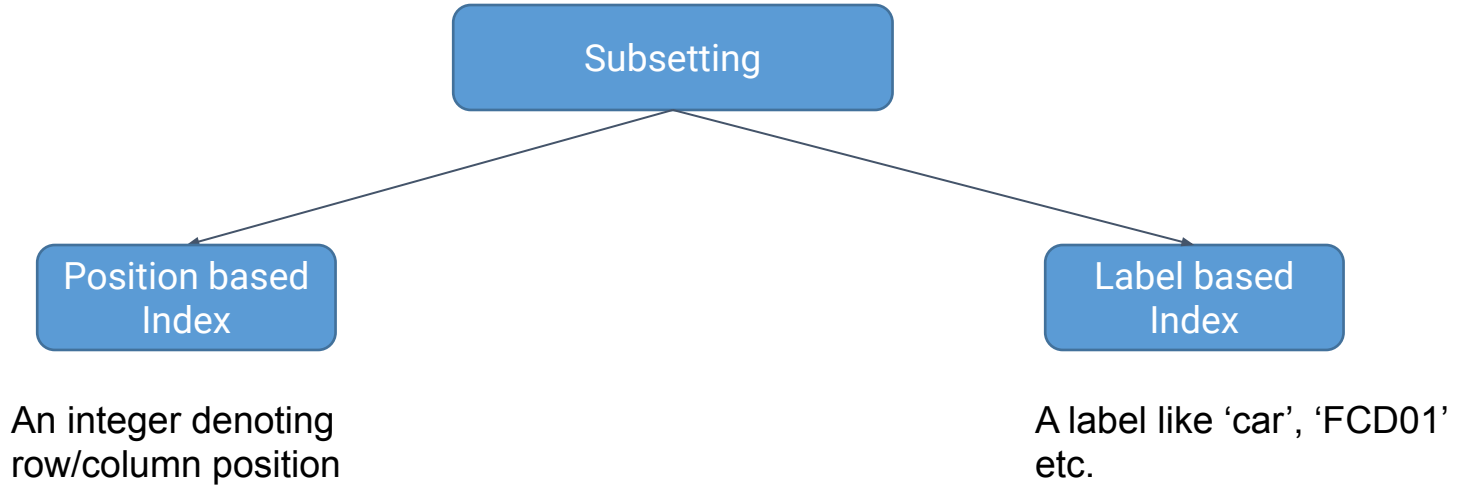 Subsetting
Position based
Index
Label based
Index
An integer denoting
row/column position
A label like ‘car’, ‘FCD01’
etc.